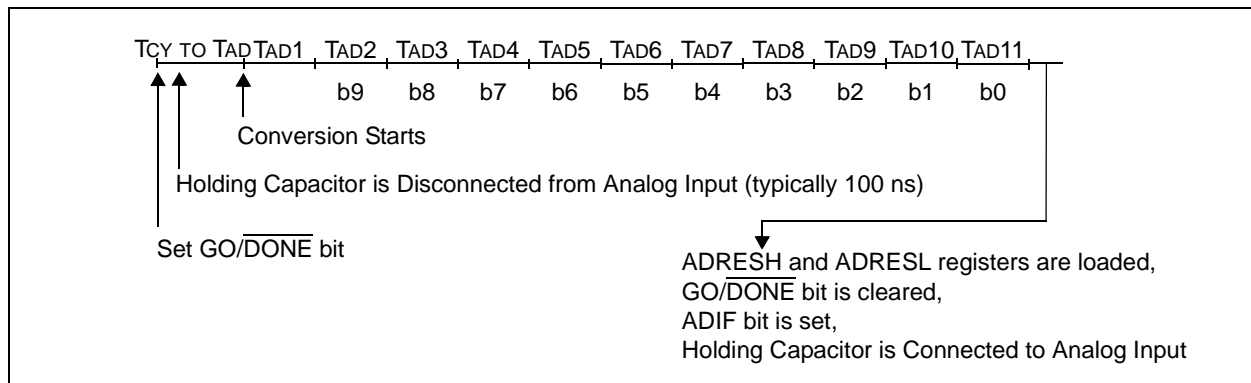 TCY TO TAD TAD1 TAD2 TAD3 TAD4 TAD5 TAD6 TAD7 TAD8 TAD9 TAD10 TAD11
b9 b8 b7 b6 b5 b4 b3 b2 b1 b0
Conversion Starts
Holding Capacitor is Disconnected from Analog Input (typically 100 ns)
Set GO/DONE bit
ADRESH and ADRESL registers are loaded,
GO/DONE bit is cleared,
ADIF bit is set,
Holding Capacitor is Connected to Analog Input